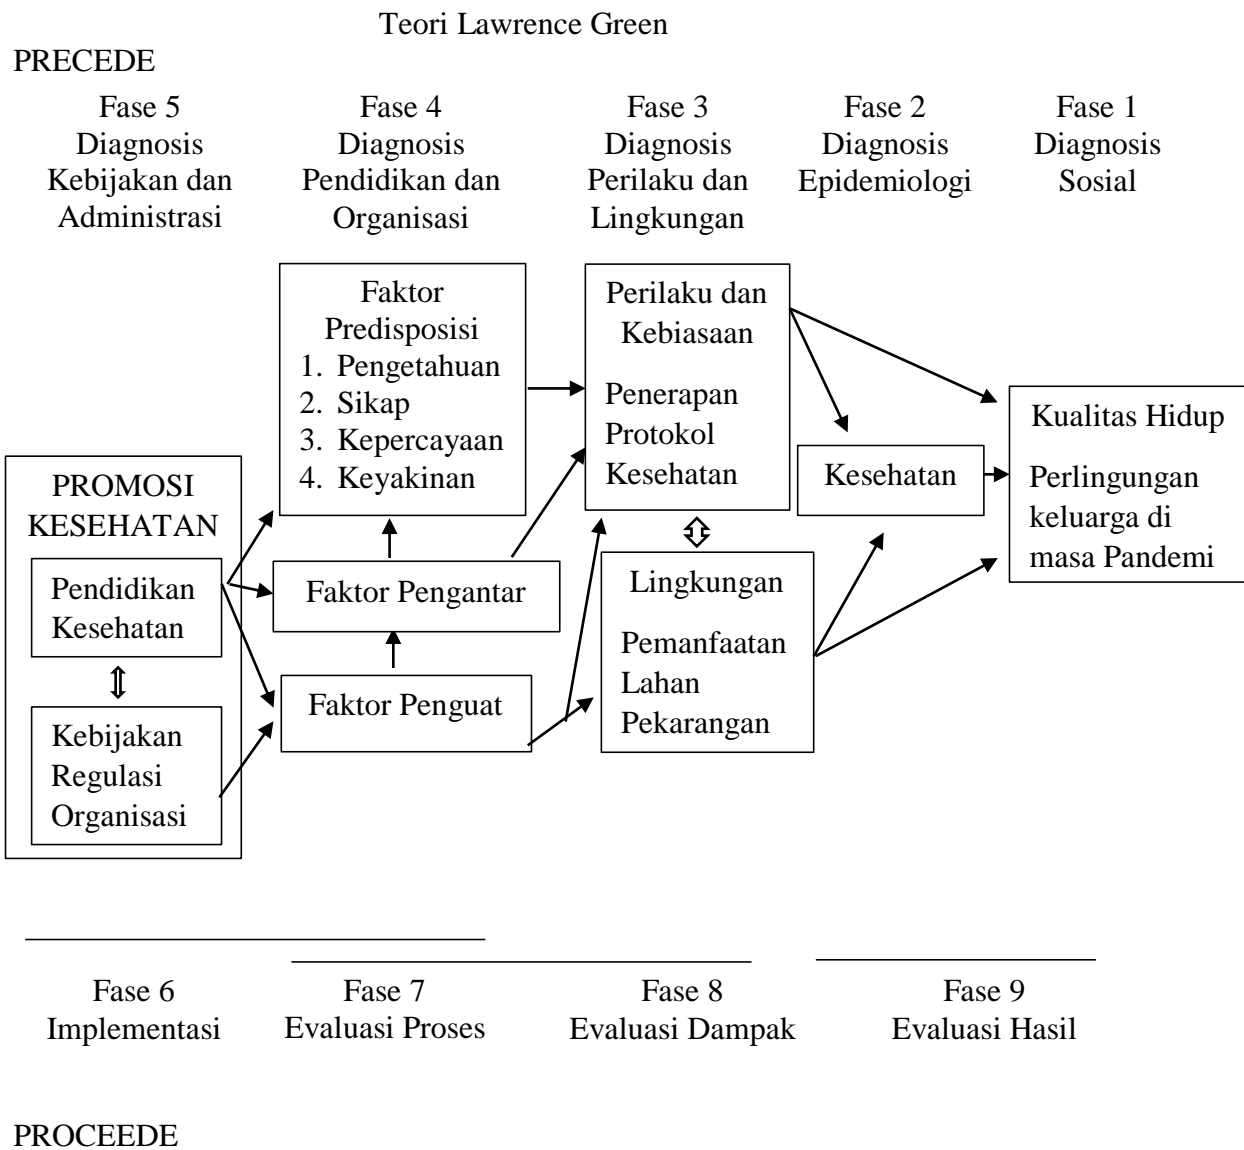 Teori Lawrence Green
PRECEDE
Fase 5
Diagnosis
Kebijakan dan
Administrasi
Fase 4
Diagnosis
Pendidikan dan
Organisasi
Fase 3
Diagnosis
Perilaku dan
Lingkungan
Fase 2
Diagnosis
Epidemiologi
Fase 1
Diagnosis
Sosial
PROMOSI
KESEHATAN
Pendidikan
Kesehatan
Kebijakan
Regulasi
Organisasi
Faktor
Predisposisi
1. Pengetahuan
2. Sikap
3. Kepercayaan
4. Keyakinan
Faktor Pengantar
Faktor Penguat
Perilaku dan
Kebiasaan
Penerapan
Protokol
Kesehatan
Lingkungan
Pemanfaatan
Lahan
Pekarangan
Kesehatan
Kualitas Hidup
Perlingungan
keluarga di
masa Pandemi
Fase 6
Implementasi
Fase 7
Evaluasi Proses
Fase 8
Evaluasi Dampak
Fase 9
Evaluasi Hasil
PROCEEDE